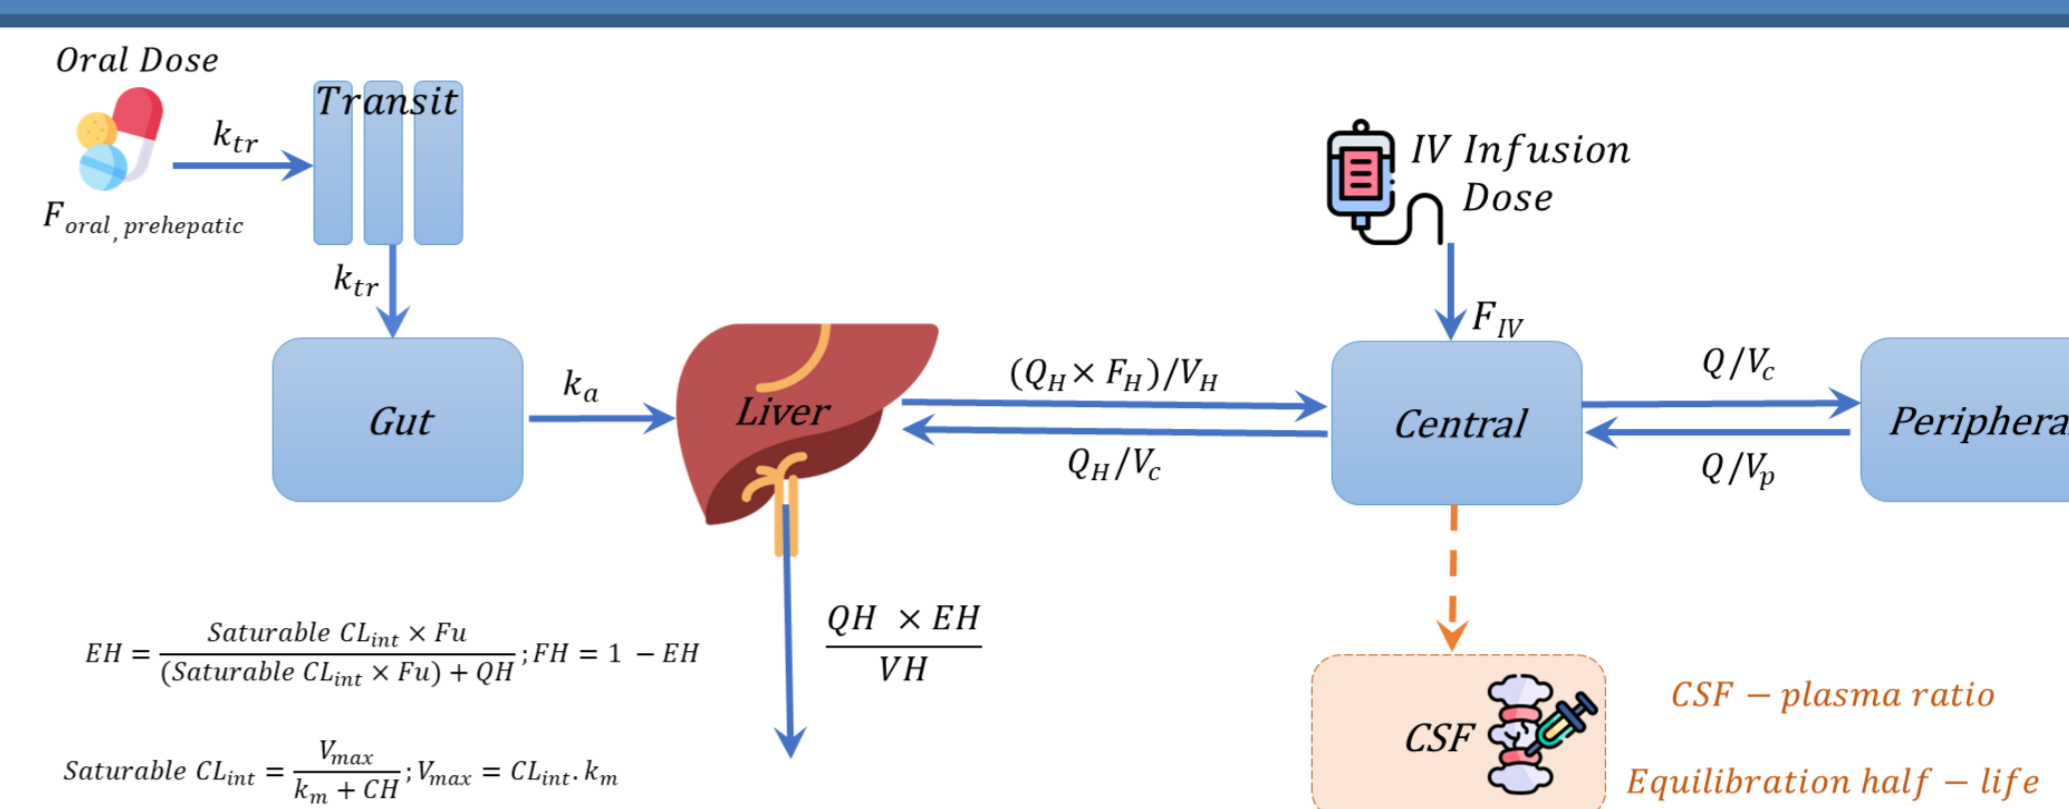 Oral Dose
k_tr
F_oral, prehepatic
Transit
k_tr
Gut
k_a
Liver
(Q_H × F_H)/V_H
Q_H/V_c
IV Infusion
Dose
F_IV
Central
Q/V_c
Q/V_p
Periphera
QH × EH
VH
EH = Saturable CL_int × Fu / (Saturable CL_int × Fu) + QH ; FH = 1 − EH
Saturable CL_int = V_max / k_m + CH ; V_max = CL_int. k_m
CSF
CSF − plasma ratio
Equilibration half − life